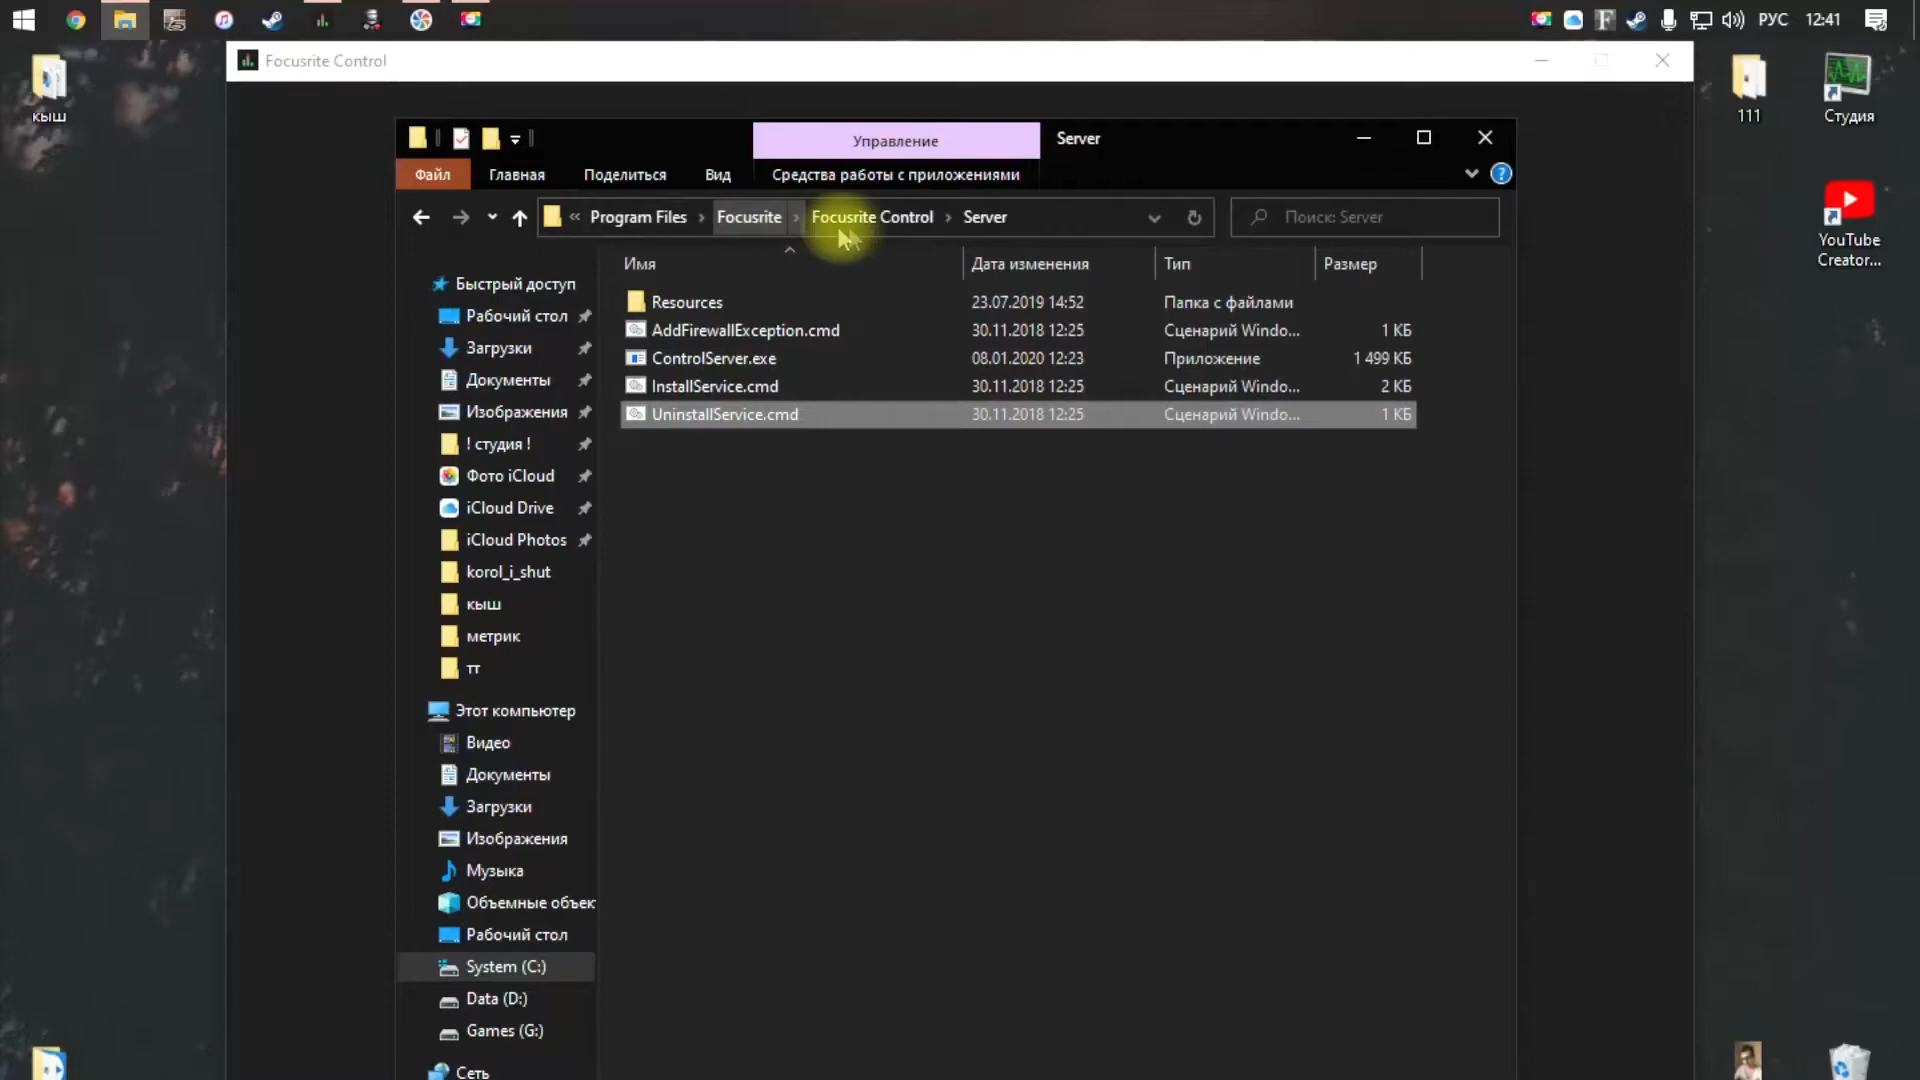 РУС 12:41
Focusrite Control
кыш
111
Студия
YouTube
Creator...
Управление
Server
Файл Главная Поделиться Вид Средства работы с приложениями
« Program Files › Focusrite › Focusrite Control › Server
Поиск: Server
Имя Дата изменения Тип Размер
Resources 23.07.2019 14:52 Папка с файлами
AddFirewallException.cmd 30.11.2018 12:25 Сценарий Windo... 1 КБ
ControlServer.exe 08.01.2020 12:23 Приложение 1 499 КБ
InstallService.cmd 30.11.2018 12:25 Сценарий Windo... 2 КБ
UninstallService.cmd 30.11.2018 12:25 Сценарий Windo... 1 КБ
Быстрый доступ
Рабочий стол
Загрузки
Документы
Изображения
! студия !
Фото iCloud
iCloud Drive
iCloud Photos
korol_i_shut
кыш
метрик
тт
Этот компьютер
Видео
Документы
Загрузки
Изображения
Музыка
Объемные объек
Рабочий стол
System (C:)
Data (D:)
Games (G:)
Сеть